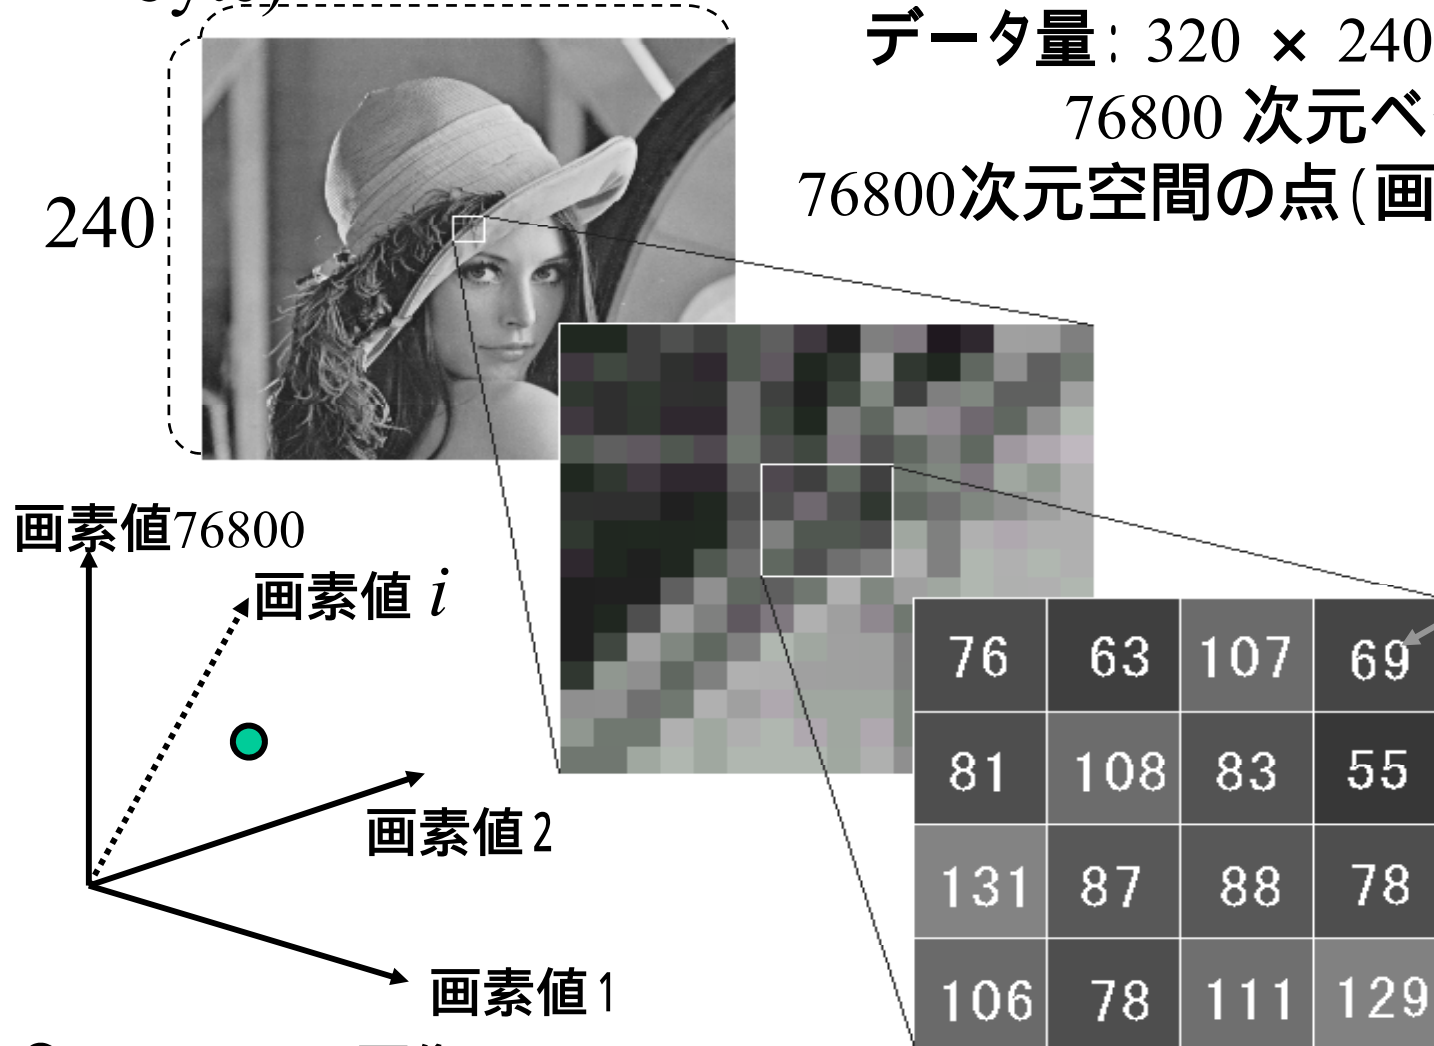 データ量: 320 × 240
76800 次元ベ
76800次元空間の点(画
240
画素値76800
画素値 i
画素値2
画素値1
76 63 107 69
81 108 83 55
131 87 88 78
106 78 111 129